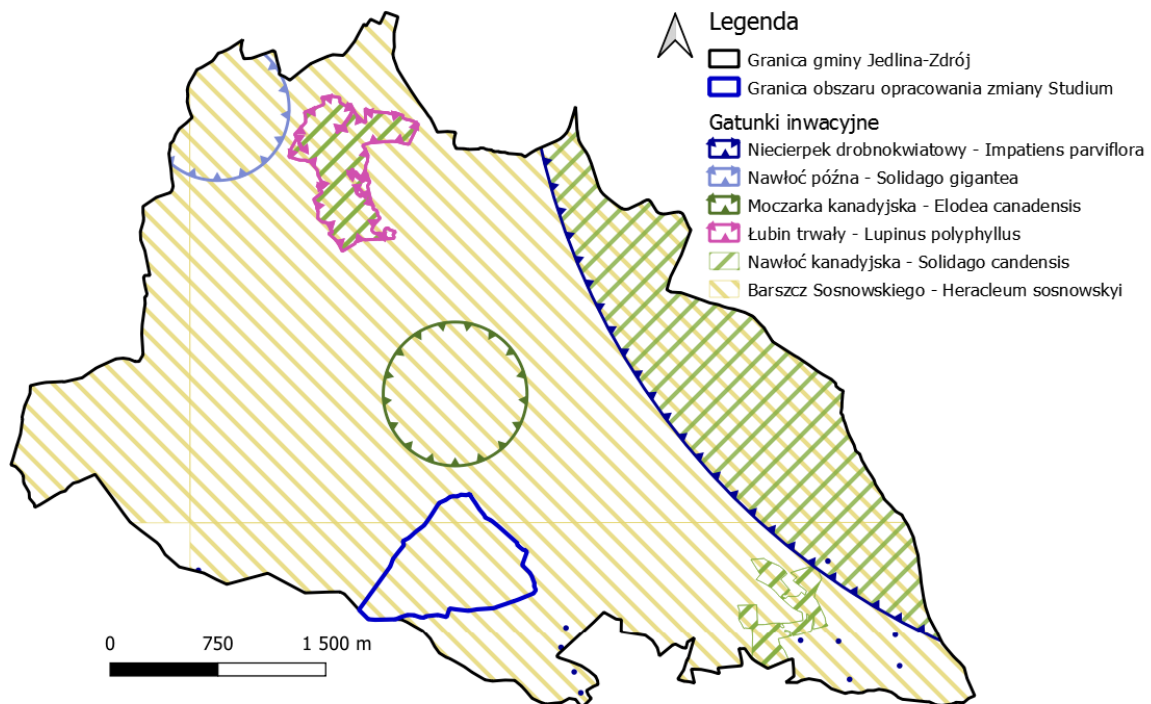 Legenda
Granica gminy Jedlina-Zdrój
Granica obszaru opracowania zmiany Studium
Gatunki inwacyjne
Niecierpek drobnokwiatowy - Impatiens parviflora
Nawłoć późna - Solidago gigantea
Moczarka kanadyjska - Elodea canadensis
Łubin trwały - Lupinus polyphyllus
Nawłoć kanadyjska - Solidago candensis
Barszcz Sosnowskiego - Heracleum sosnowskyi
0 750 1 500 m